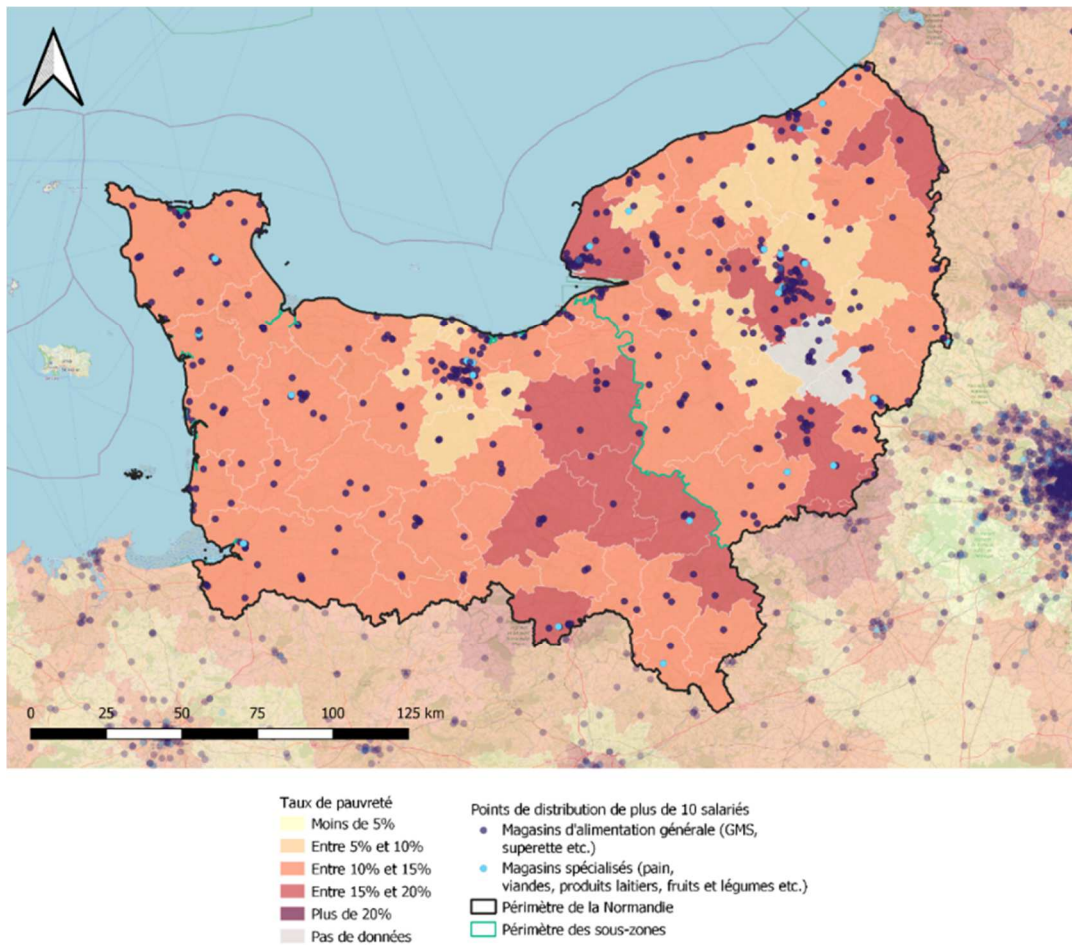 0 25 50 75 100 125 km
Taux de pauvreté
Moins de 5%
Entre 5% et 10%
Entre 10% et 15%
Entre 15% et 20%
Plus de 20%
Pas de données
Points de distribution de plus de 10 salariés
Magasins d'alimentation générale (GMS,
superette etc.)
Magasins spécialisés (pain,
viandes, produits laitiers, fruits et légumes etc.)
Périmètre de la Normandie
Périmètre des sous-zones